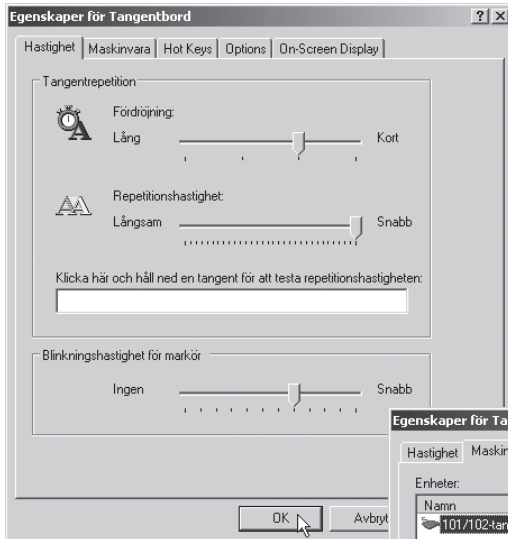 Egenskaper för Tangentbord
Hastighet Maskinvara Hot Keys Options On-Screen Display
Tangentrepetition
Fördröjning:
Lång Kort
Repetitionshastighet:
Långsam Snabb
Klicka här och håll ned en tangent för att testa repetitionshastigheten:
Blinkningshastighet för markör
Ingen Snabb
OK Avbryt
Egenskaper för Ta
Hastighet Maskin
Enheter:
Namn
101/102-tan